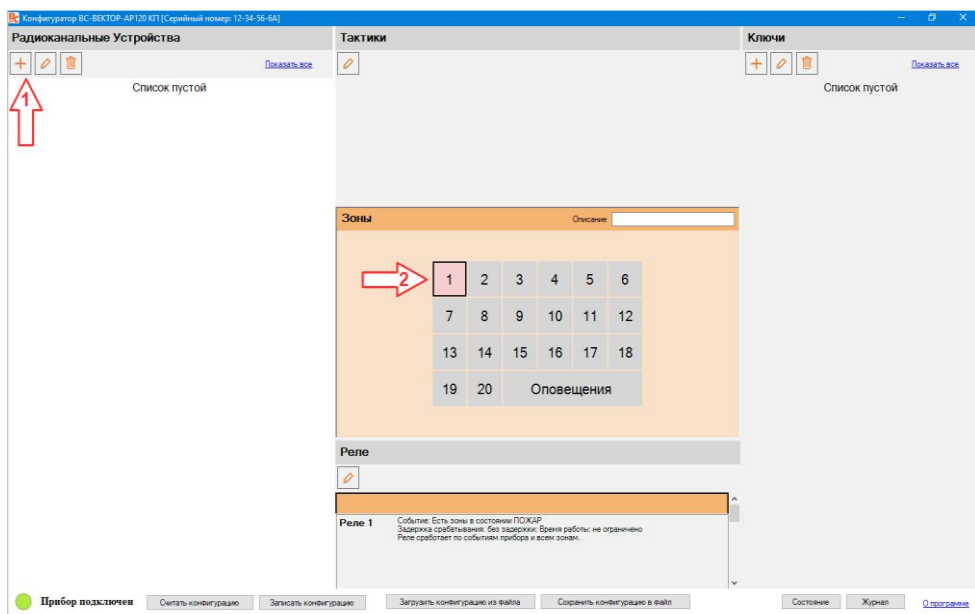 Конфигуратор ВС-ВЕКТОР-АР120 КП [Серийный номер: 12-34-56-6A]
Радиоканальные Устройства
Показать все
Список пустой
1
Тактики
Ключи
Показать все
Список пустой
Зоны
Описание
2
1 2 3 4 5 6
7 8 9 10 11 12
13 14 15 16 17 18
19 20 Оповещения
Реле
Реле 1
Событие: Есть зоны в состоянии ПОЖАР
Задержка срабатывания: без задержки; Время работы: не ограничено
Реле сработает по событиям прибора и всем зонам.
Прибор подключен
Считать конфигурацию
Записать конфигурацию
Загрузить конфигурацию из файла
Сохранить конфигурацию в файл
Состояние
Журнал
О программе